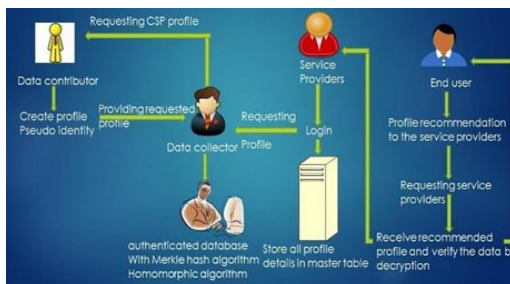 Requesting CSP profile
Data contributor
Create profile
Pseudo identity
Providing requested
profile
Data collector
Requesting
Profile
Service
Providers
Login
authenticated database
With Merkle hash algorithm
Homomorphic algorithm
Store all profile
details in master table
End user
Profile recommendation
to the service providers
Requesting service
providers
Receive recommended
profile and verify the data b
decryption